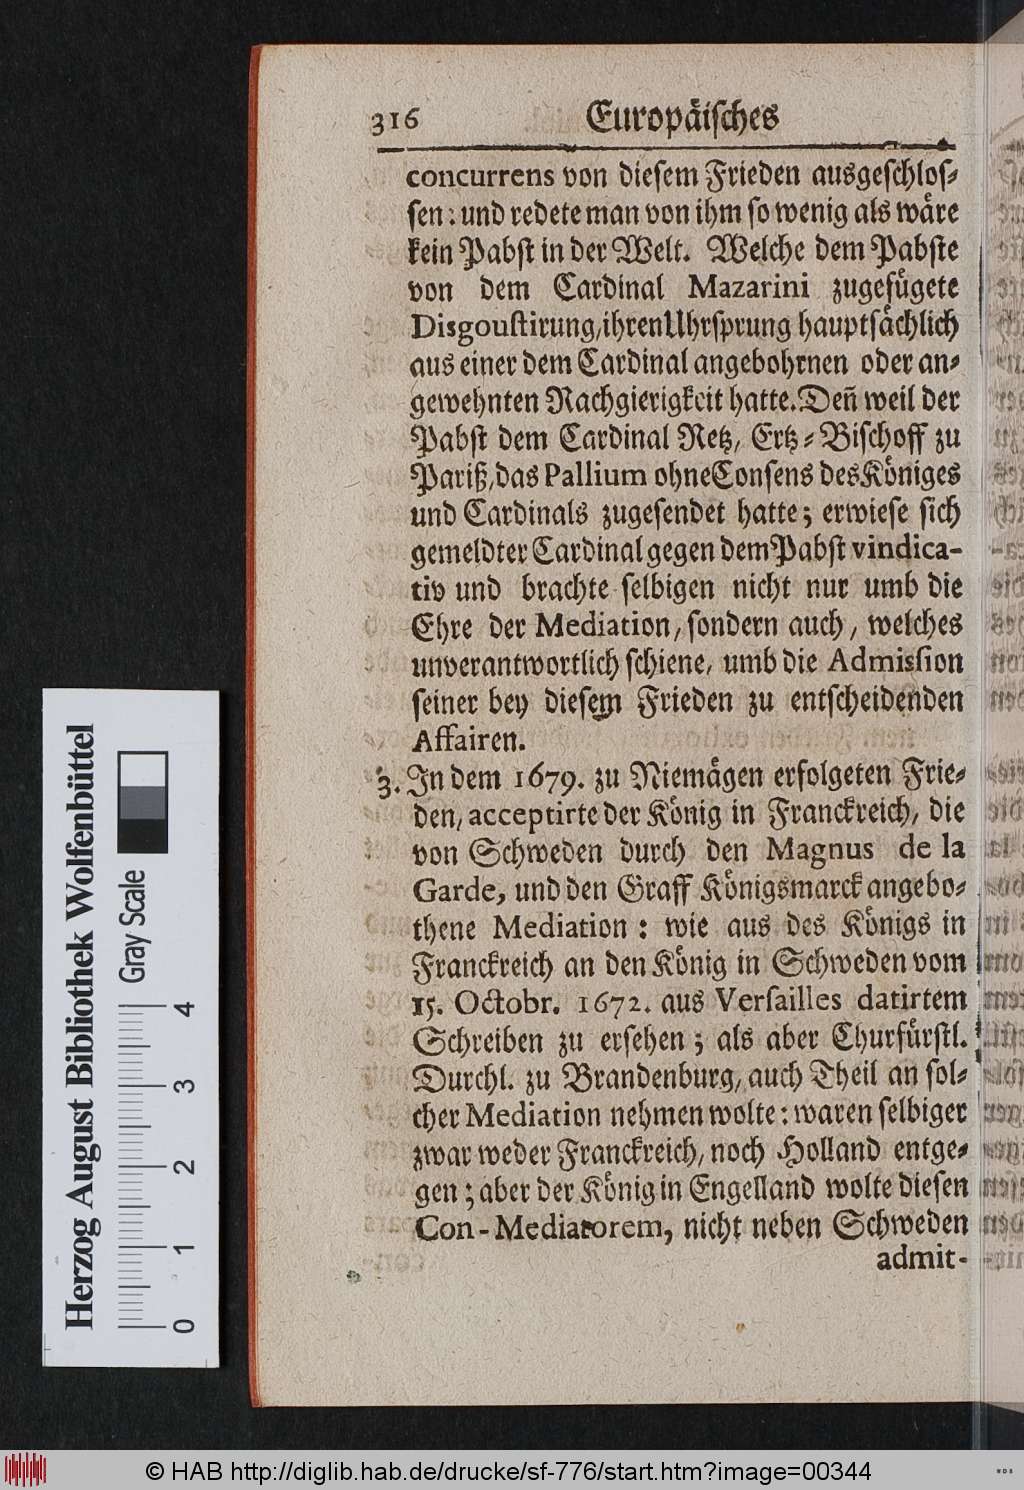 316 Europäisches
concurrens von diesem Frieden ausgeschlos-
sen: und redete man von ihm so wenig als wäre
kein Pabst in der Welt. Welche dem Pabste
von dem Cardinal Mazarini zugefügete
Disgoustirung, ihren Uhrsprung hauptsächlich
aus einer dem Cardinal angebohrnen oder an-
gewehnten Rachgierigkeit hatte. Deñ weil der
Pabst dem Cardinal Retz, Ertz-Bischoff zu
Pariß, das Pallium ohne Consens des Königes
und Cardinals zugesendet hatte; erwiese sich
gemeldter Cardinal gegen dem Pabst vindica-
tiv und brachte selbigen nicht nur umb die
Ehre der Mediation, sondern auch, welches
unverantwortlich schiene, umb die Admission
seiner bey diesem Frieden zu entscheidenden
Affairen.
3. In dem 1679. zu Niemägen erfolgeten Frie-
den, acceptirte der König in Franckreich, die
von Schweden durch den Magnus de la
Garde, und den Graff Königsmarck angebo-
thene Mediation: wie aus des Königs in
Franckreich an den König in Schweden vom
15. Octobr. 1672. aus Versailles datirtem
Schreiben zu ersehen; als aber Churfürstl.
Durchl. zu Brandenburg, auch Theil an sol-
cher Mediation nehmen wolte: waren selbiger
zwar weder Franckreich, noch Holland entge-
gen; aber der König in Engelland wolte diesen
Con-Mediatorem, nicht neben Schweden
admit-
Herzog August Bibliothek Wolfenbüttel
Gray Scale
0 1 2 3 4
© HAB http://diglib.hab.de/drucke/sf-776/start.htm?image=00344